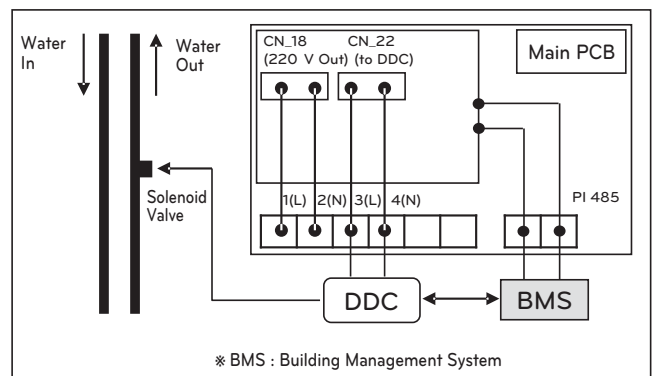 Water
In
Water
Out
CN_18
(220 V Out)
CN_22
(to DDC)
Main PCB
Solenoid
Valve
1(L) 2(N) 3(L) 4(N)
PI 485
DDC
BMS
※ BMS : Building Management System